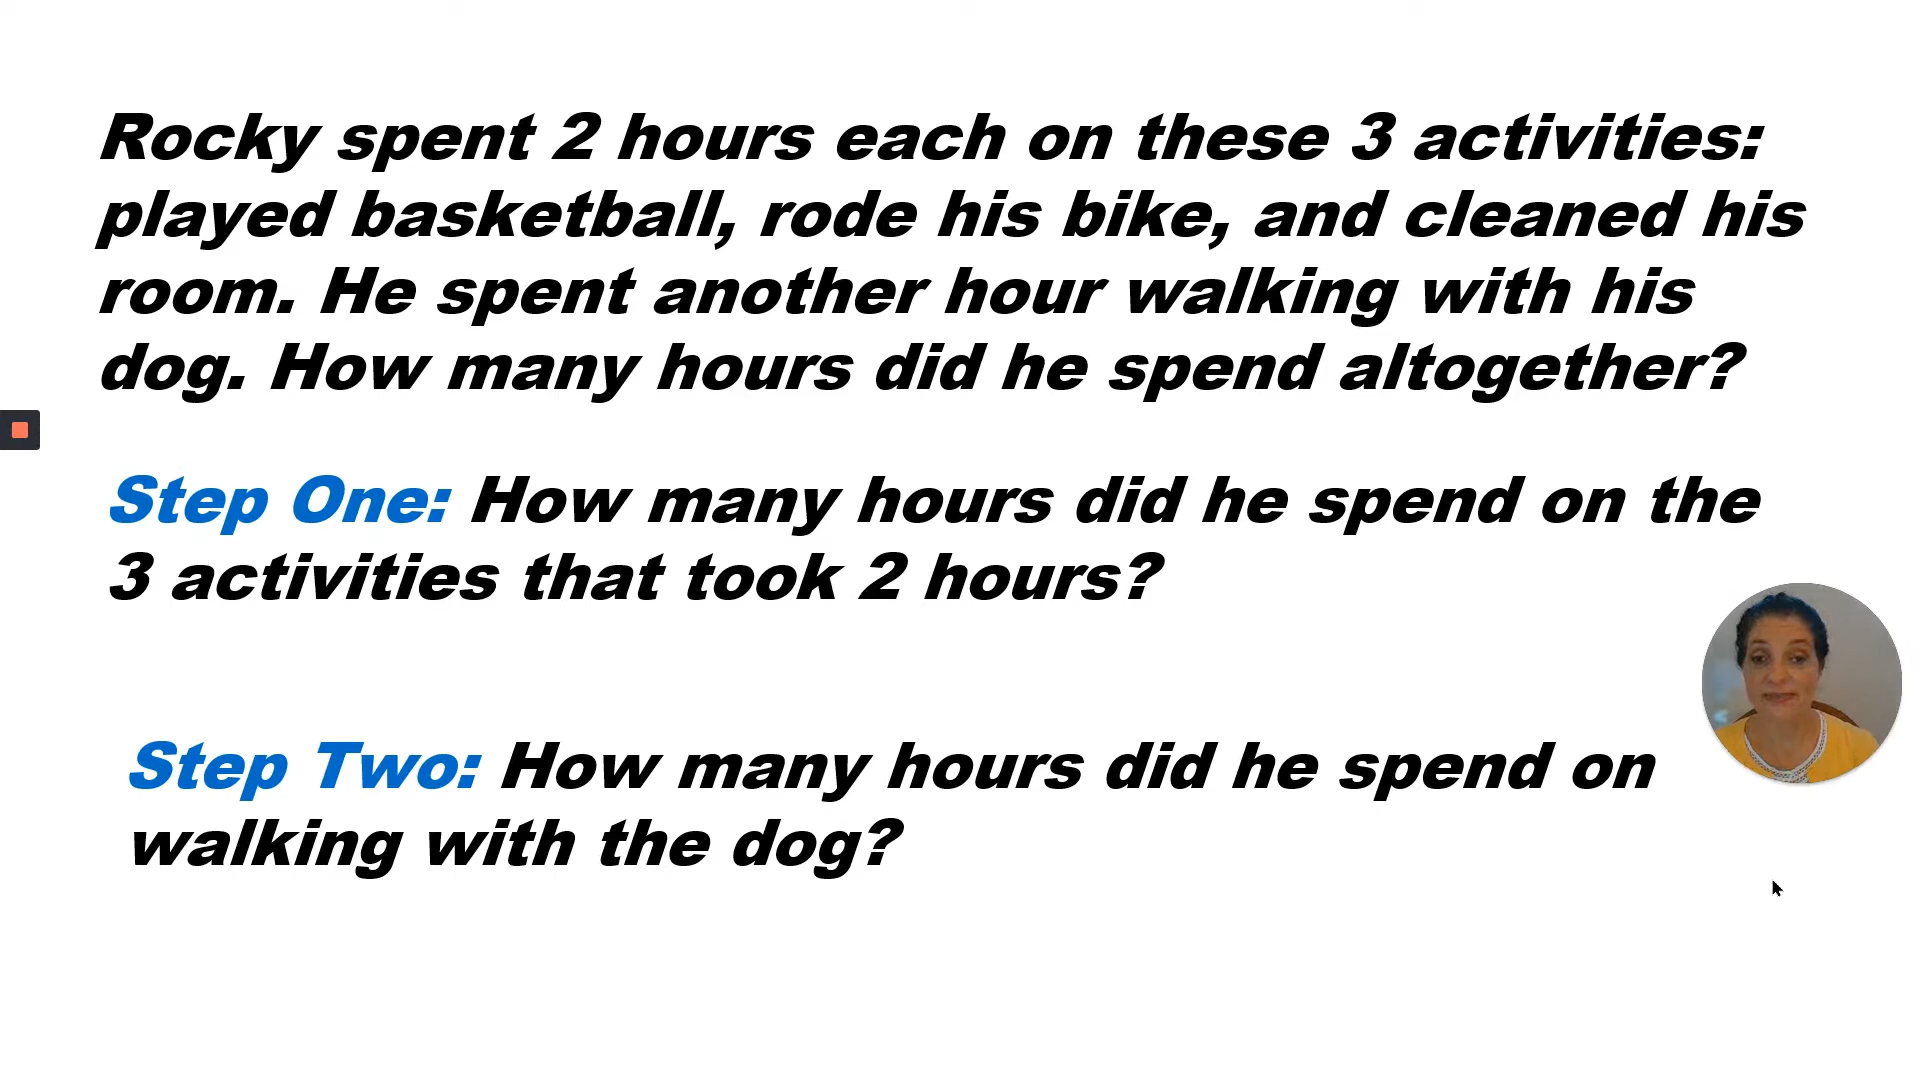 Rocky spent 2 hours each on these 3 activities:
played basketball, rode his bike, and cleaned his
room. He spent another hour walking with his
dog. How many hours did he spend altogether?
Step One: How many hours did he spend on the
3 activities that took 2 hours?
Step Two: How many hours did he spend on
walking with the dog?